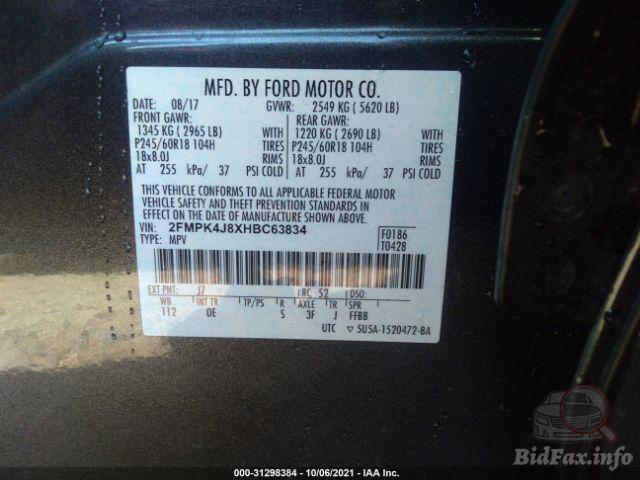 MFD. BY FORD MOTOR CO.
DATE: 08/17 GVWR: 2549 KG ( 5620 LB)
FRONT GAWR: REAR GAWR:
1345 KG ( 2965 LB) WITH 1220 KG ( 2690 LB) WITH
P245/60R18 104H TIRES P245/60R18 104H TIRES
18x8.0J RIMS 18x8.0J RIMS
AT 255 kPa/ 37 PSI COLD AT 255 kPa/ 37 PSI COLD
THIS VEHICLE CONFORMS TO ALL APPLICABLE FEDERAL MOTOR
VEHICLE SAFETY AND THEFT PREVENTION STANDARDS IN
EFFECT ON THE DATE OF MANUFACTURE SHOWN ABOVE.
VIN: 2FMPK4J8XHBC63834 F0186
TYPE: MPV T0428
EXT PNT: J7 RC: 52 DSO:
WB INT TR TP/PS R AXLE TR SPR
112 OE S 3F J FFBB
UTC 5U5A-1520472-BA
BidFax.info
000-31298384 - 10/06/2021 - IAA Inc.